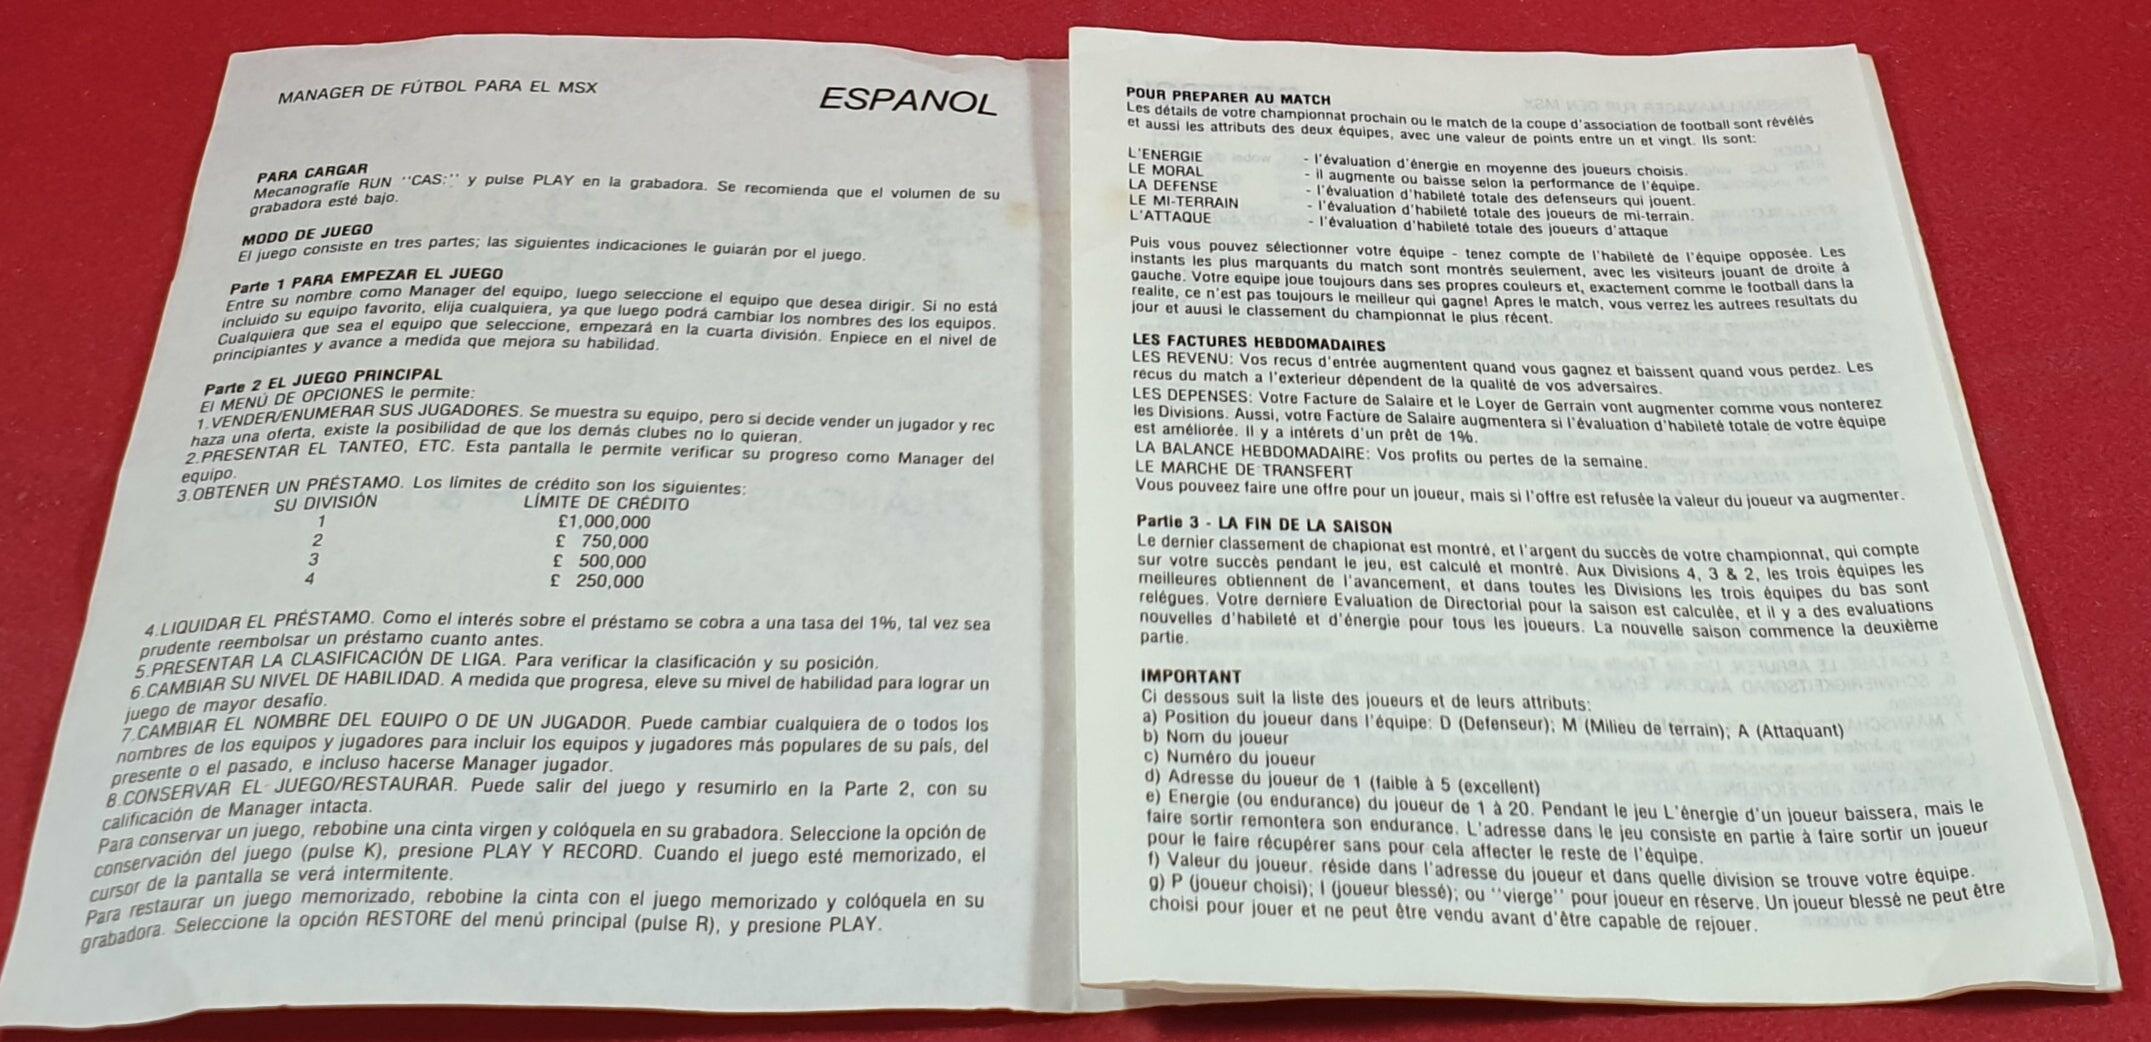 MANAGER DE FÚTBOL PARA EL MSX
ESPANOL
PARA CARGAR
Mecanografíe RUN "CAS:" y pulse PLAY en la grabadora. Se recomienda que el volumen de su
grabadora esté bajo.
MODO DE JUEGO
El juego consiste en tres partes; las siguientes indicaciones le guiarán por el juego.
Parte 1 PARA EMPEZAR EL JUEGO
Entre su nombre como Manager del equipo, luego seleccione el equipo que desea dirigir. Si no está
incluido su equipo favorito, elija cualquiera, ya que luego podrá cambiar los nombres des los equipos.
Cualquiera que sea el equipo que seleccione, empezará en la cuarta división. Enpiece en el nivel de
principiantes y avance a medida que mejora su habilidad.
Parte 2 EL JUEGO PRINCIPAL
El MENÚ DE OPCIONES le permite:
1.VENDER/ENUMERAR SUS JUGADORES. Se muestra su equipo, pero si decide vender un jugador y rec
haza una oferta, existe la posibilidad de que los demás clubes no lo quieran.
2.PRESENTAR EL TANTEO, ETC. Esta pantalla le permite verificar su progreso como Manager del
equipo.
3.OBTENER UN PRÉSTAMO. Los límites de crédito son los siguientes:
SU DIVISIÓN LÍMITE DE CRÉDITO
1 £1,000,000
2 £ 750,000
3 £ 500,000
4 £ 250,000
4.LIQUIDAR EL PRÉSTAMO. Como el interés sobre el préstamo se cobra a una tasa del 1%, tal vez sea
prudente reembolsar un préstamo cuanto antes.
5.PRESENTAR LA CLASIFICACIÓN DE LIGA. Para verificar la clasificación y su posición.
6.CAMBIAR SU NIVEL DE HABILIDAD. A medida que progresa, eleve su mivel de habilidad para lograr un
juego de mayor desafío.
7.CAMBIAR EL NOMBRE DEL EQUIPO O DE UN JUGADOR. Puede cambiar cualquiera de o todos los
nombres de los equipos y jugadores para incluir los equipos y jugadores más populares de su país, del
presente o el pasado, e incluso hacerse Manager jugador.
8.CONSERVAR EL JUEGO/RESTAURAR. Puede salir del juego y resumirlo en la Parte 2, con su
calificación de Manager intacta.
Para conservar un juego, rebobine una cinta virgen y colóquela en su grabadora. Seleccione la opción de
conservación del juego (pulse K), presione PLAY Y RECORD. Cuando el juego esté memorizado, el
cursor de la pantalla se verá intermitente.
Para restaurar un juego memorizado, rebobine la cinta con el juego memorizado y colóquela en su
grabadora. Seleccione la opción RESTORE del menú principal (pulse R), y presione PLAY.
POUR PREPARER AU MATCH
Les détails de votre championnat prochain ou le match de la coupe d'association de football sont révélés
et aussi les attributs des deux équipes, avec une valeur de points entre un et vingt. Ils sont:
L'ENERGIE - l'évaluation d'énergie en moyenne des joueurs choisis.
LE MORAL - il augmente ou baisse selon la performance de l'équipe.
LA DEFENSE - l'évaluation d'habileté totale des defenseurs qui jouent.
LE MI-TERRAIN - l'évaluation d'habileté totale des joueurs de mi-terrain.
L'ATTAQUE - l'évaluation d'habileté totale des joueurs d'attaque
Puis vous pouvez sélectionner votre équipe - tenez compte de l'habileté de l'équipe opposée. Les
instants les plus marquants du match sont montrés seulement, avec les visiteurs jouant de droite à
gauche. Votre equipe joue toujours dans ses propres couleurs et, exactement comme le football dans la
realite, ce n'est pas toujours le meilleur qui gagne! Apres le match, vous verrez les autrees resultats du
jour et auusi le classement du championnat le plus récent.
LES FACTURES HEBDOMADAIRES
LES REVENU: Vos recus d'entrée augmentent quand vous gagnez et baissent quand vous perdez. Les
récus du match a l'exterieur dépendent de la qualité de vos adversaires.
LES DEPENSES: Votre Facture de Salaire et le Loyer de Gerrain vont augmenter comme vous nonterez
les Divisions. Aussi, votre Facture de Salaire augmentera si l'évaluation d'habileté totale de votre équipe
est améliorée. Il y a intérets d'un prêt de 1%.
LA BALANCE HEBDOMADAIRE: Vos profits ou pertes de la semaine.
LE MARCHE DE TRANSFERT
Vous pouveez faire une offre pour un joueur, mais si l'offre est refusée la valeur du joueur va augmenter.
Partie 3 - LA FIN DE LA SAISON
Le dernier classement de chapionat est montré, et l'argent du succès de votre championnat, qui compte
sur votre succès pendant le jeu, est calculé et montré. Aux Divisions 4, 3 & 2, les trois équipes les
meilleures obtiennent de l'avancement, et dans toutes les Divisions les trois équipes du bas sont
relégues. Votre derniere Evaluation de Directorial pour la saison est calculée, et il y a des evaluations
nouvelles d'habileté et d'énergie pour tous les joueurs. La nouvelle saison commence la deuxième
partie.
IMPORTANT
Ci dessous suit la liste des joueurs et de leurs attributs:
a) Position du joueur dans l'équipe: D (Defenseur); M (Milieu de terrain); A (Attaquant)
b) Nom du joueur
c) Numéro du joueur
d) Adresse du joueur de 1 (faible à 5 (excellent)
e) Energie (ou endurance) du joueur de 1 à 20. Pendant le jeu L'énergie d'un joueur baissera, mais le
faire sortir remontera son endurance. L'adresse dans le jeu consiste en partie à faire sortir un joueur
pour le faire récupérer sans pour cela affecter le reste de l'équipe.
f) Valeur du joueur. réside dans l'adresse du joueur et dans quelle division se trouve votre équipe.
g) P (joueur choisi); I (joueur blessé); ou "vierge" pour joueur en réserve. Un joueur blessé ne peut être
choisi pour jouer et ne peut être vendu avant d'être capable de rejouer.